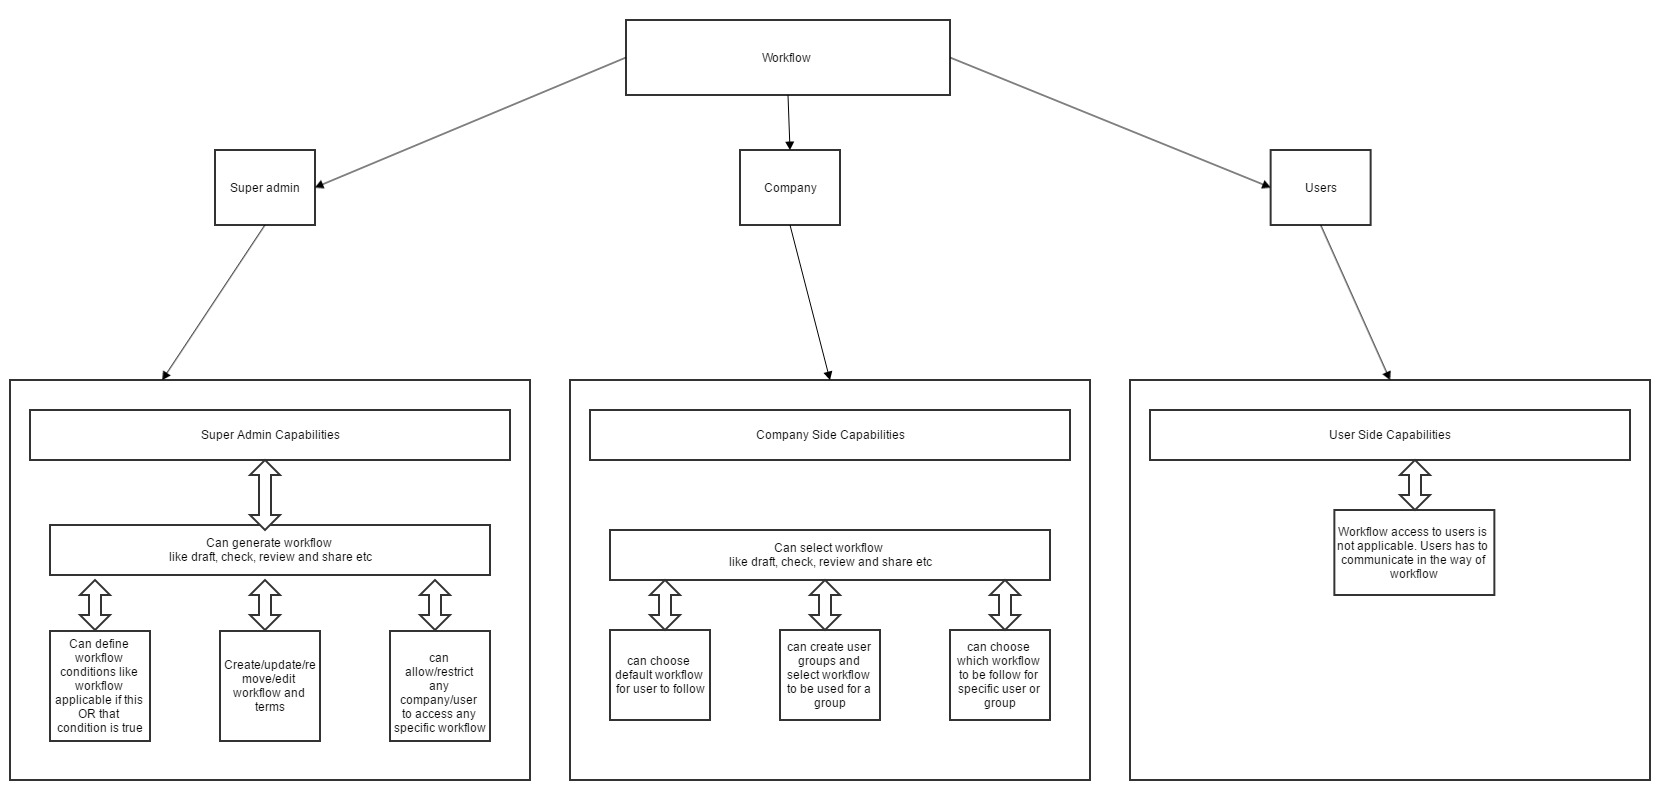 Workflow
Super admin
Company
Users
Super Admin Capabilities
Can generate workflow
like draft, check, review and share etc
Can define
workflow
conditions like
workflow
applicable if this
OR that
condition is true
Create/update/re
move/edit
workflow and
terms
can
allow/restrict
any
company/user
to access any
specific workflow
Company Side Capabilities
Can select workflow
like draft, check, review and share etc
can choose
default workflow
for user to follow
can create user
groups and
select workflow
to be used for a
group
can choose
which workflow
to be follow for
specific user or
group
User Side Capabilities
Workflow access to users is
not applicable. Users has to
communicate in the way of
workflow